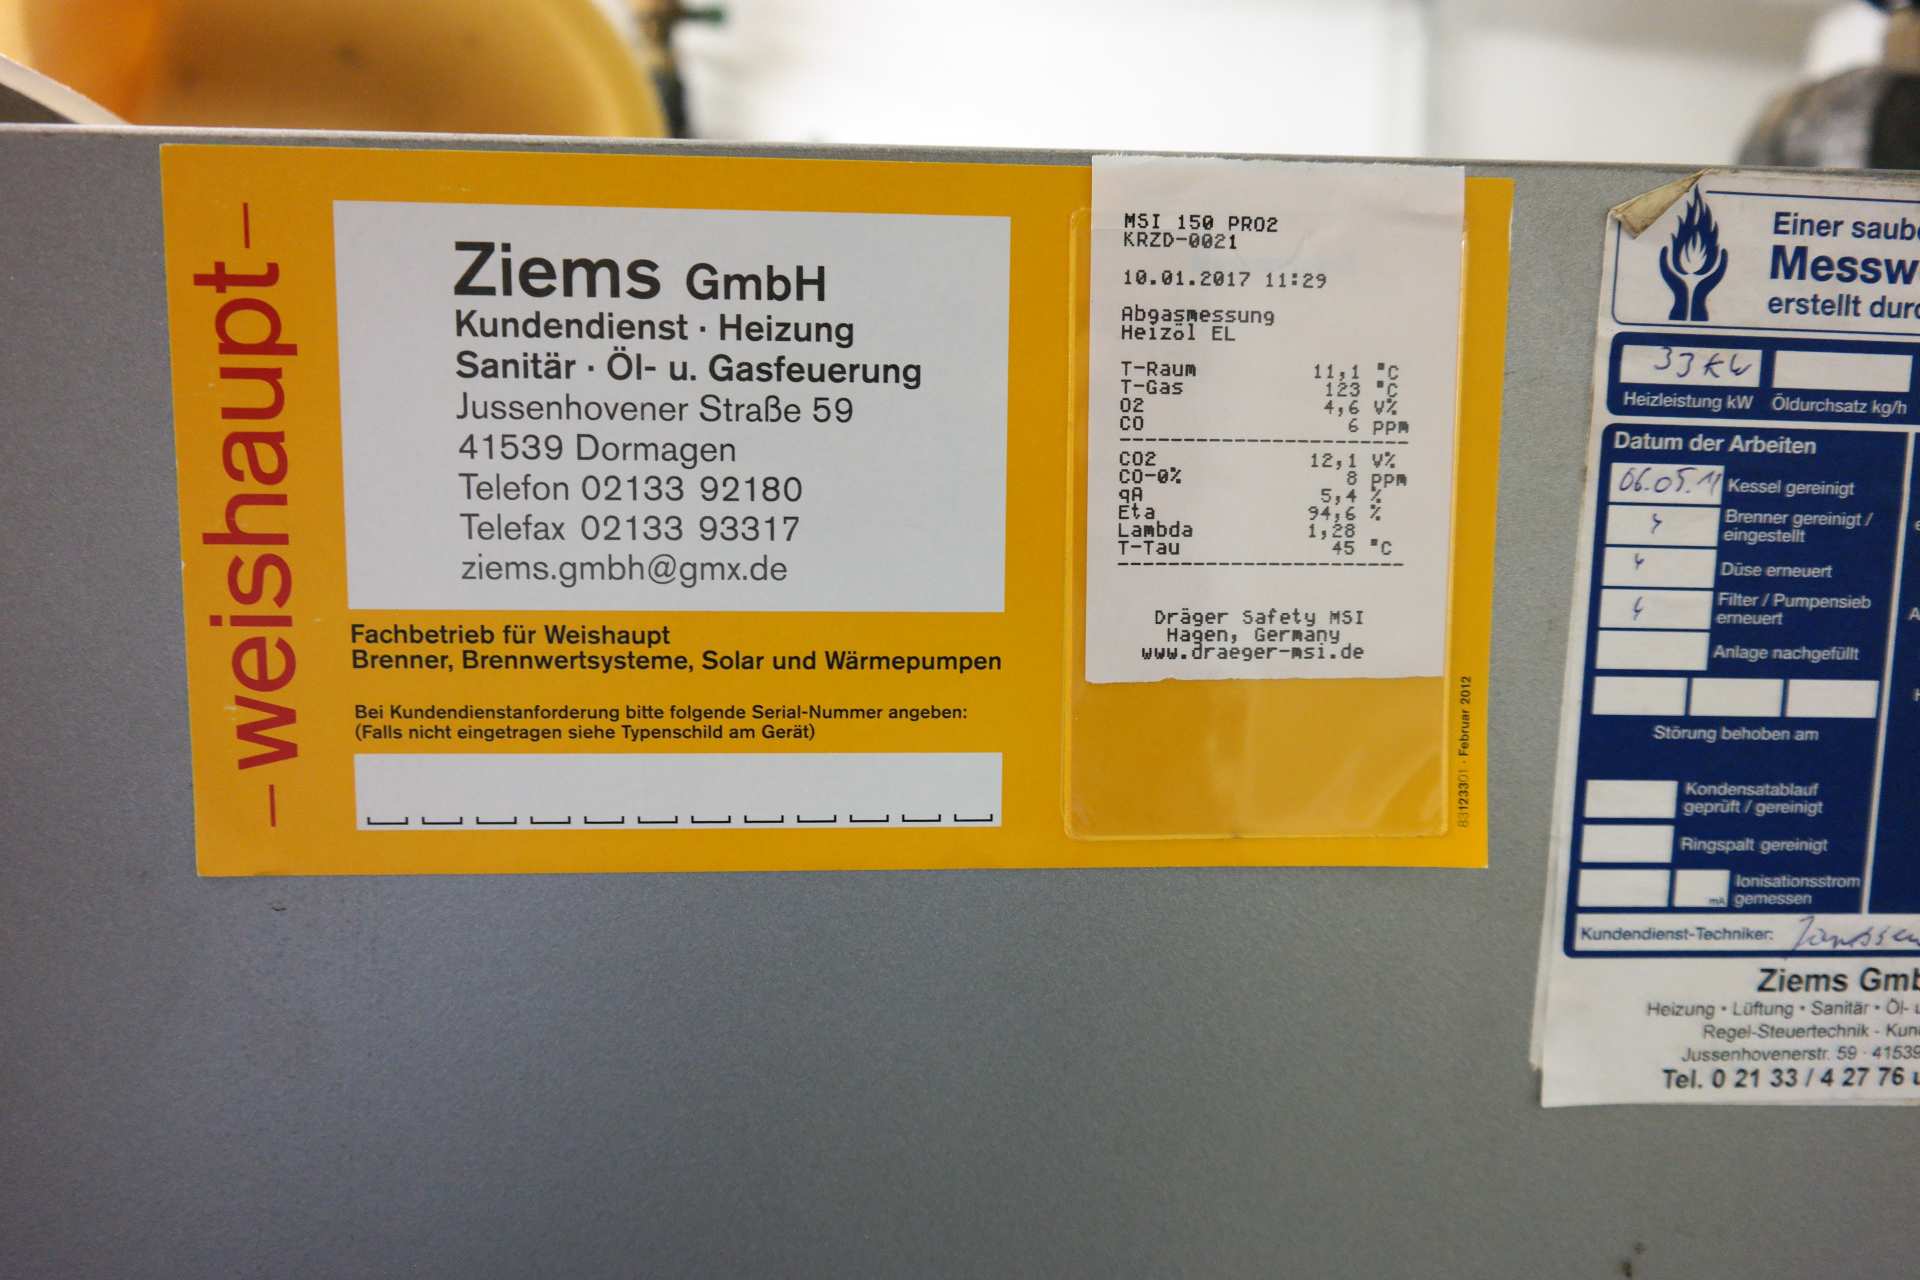 – weishaupt –
Ziems GmbH
Kundendienst · Heizung
Sanitär · Öl- u. Gasfeuerung
Jussenhovener Straße 59
41539 Dormagen
Telefon 02133 92180
Telefax 02133 93317
ziems.gmbh@gmx.de
Fachbetrieb für Weishaupt
Brenner, Brennwertsysteme, Solar und Wärmepumpen
Bei Kundendienstanforderung bitte folgende Serial-Nummer angeben:
(Falls nicht eingetragen siehe Typenschild am Gerät)
MSI 150 PRO2
KRZD-0021
10.01.2017 11:29
Abgasmessung
Heizöl EL
T-Raum 11,1 °C
T-Gas 123 °C
O2 4,6 V%
CO 6 PPM
CO2 12,1 V%
CO-0% 8 PPM
qA 5,4 %
Eta 94,6 %
Lambda 1,28
T-Tau 45 °C
Dräger Safety MSI
Hagen, Germany
www.draeger-msi.de
83123301 · Februar 2012
Einer saube
Messw
erstellt durc
33 KW
Heizleistung kW Öldurchsatz kg/h
Datum der Arbeiten
06.05.11 Kessel gereinigt
Brenner gereinigt /
eingestellt
Düse erneuert
Filter / Pumpensieb
erneuert
Anlage nachgefüllt
Störung behoben am
Kondensatablauf
geprüft / gereinigt
Ringspalt gereinigt
mA Ionisationsstrom
gemessen
Kundendienst-Techniker: Janssen
Ziems Gmb
Heizung • Lüftung • Sanitär • Öl- u
Regel-Steuertechnik - Kun
Jussenhovenerstr. 59 · 41539
Tel. 0 21 33 / 4 27 76 u